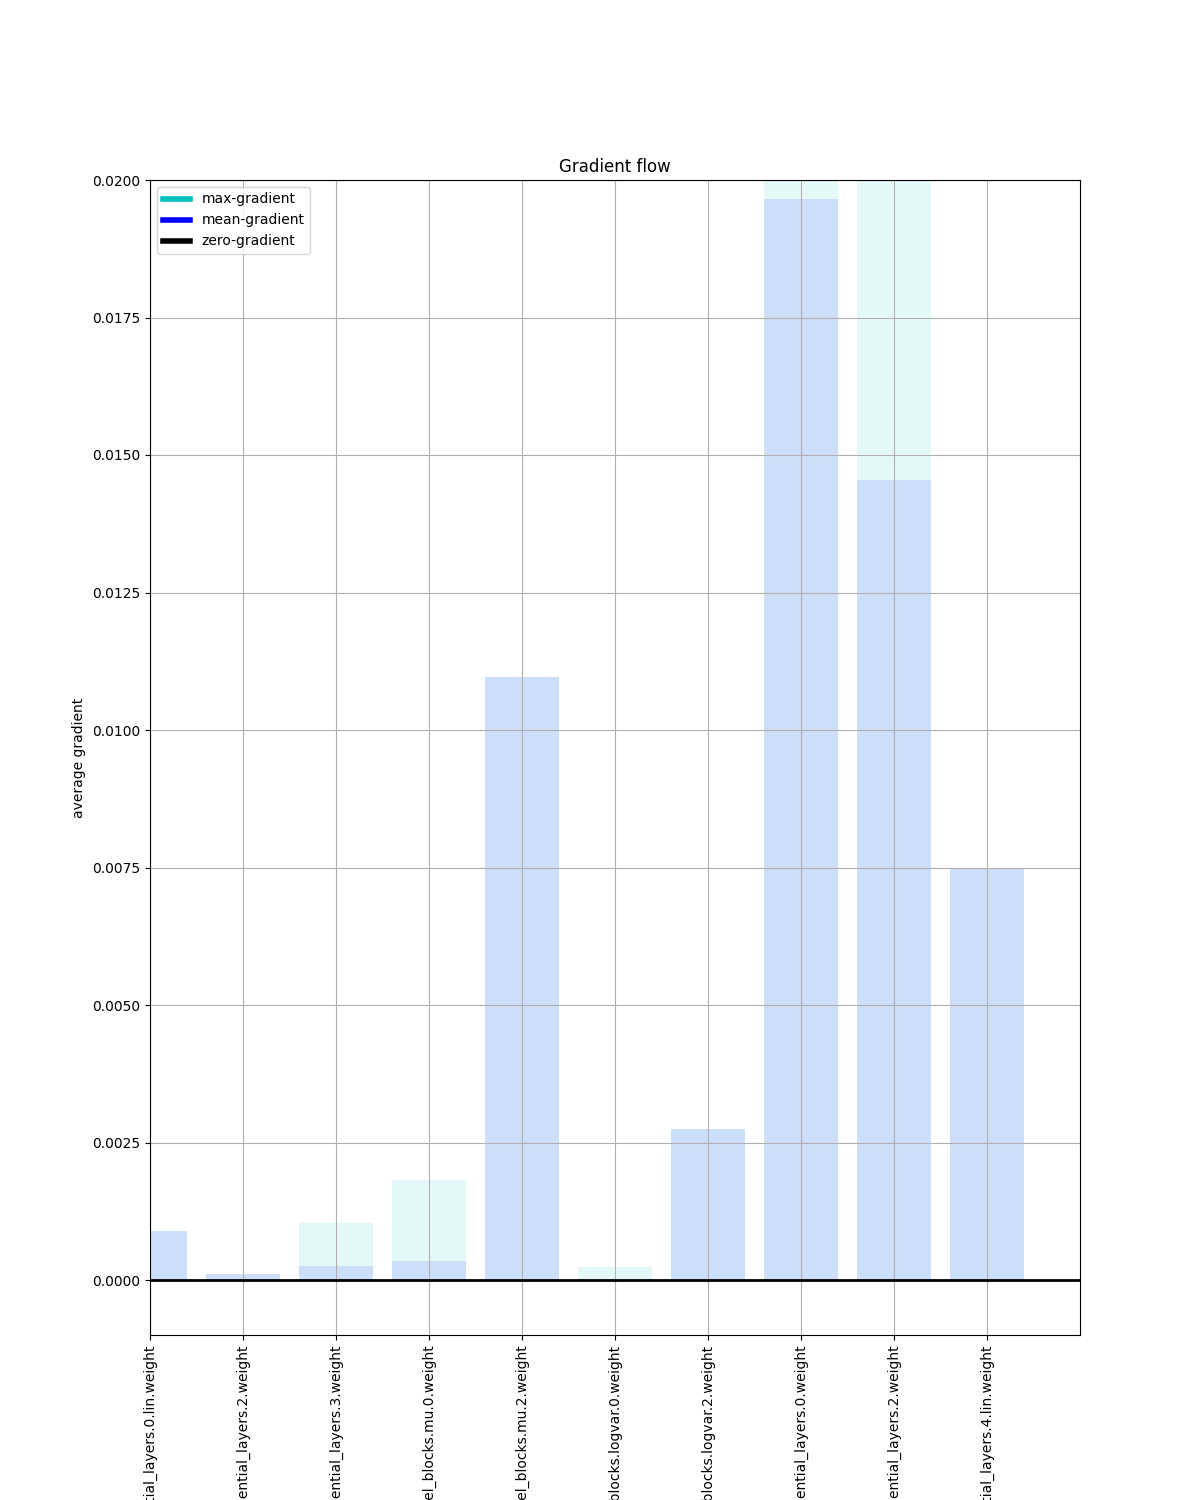 Gradient flow
max-gradient
mean-gradient
zero-gradient
0.0200
0.0175
0.0150
0.0125
0.0100
0.0075
0.0050
0.0025
0.0000
average gradient
tial_layers.0.lin.weight
ential_layers.2.weight
ential_layers.3.weight
el_blocks.mu.0.weight
el_blocks.mu.2.weight
blocks.logvar.0.weight
blocks.logvar.2.weight
ential_layers.0.weight
ential_layers.2.weight
tial_layers.4.lin.weight